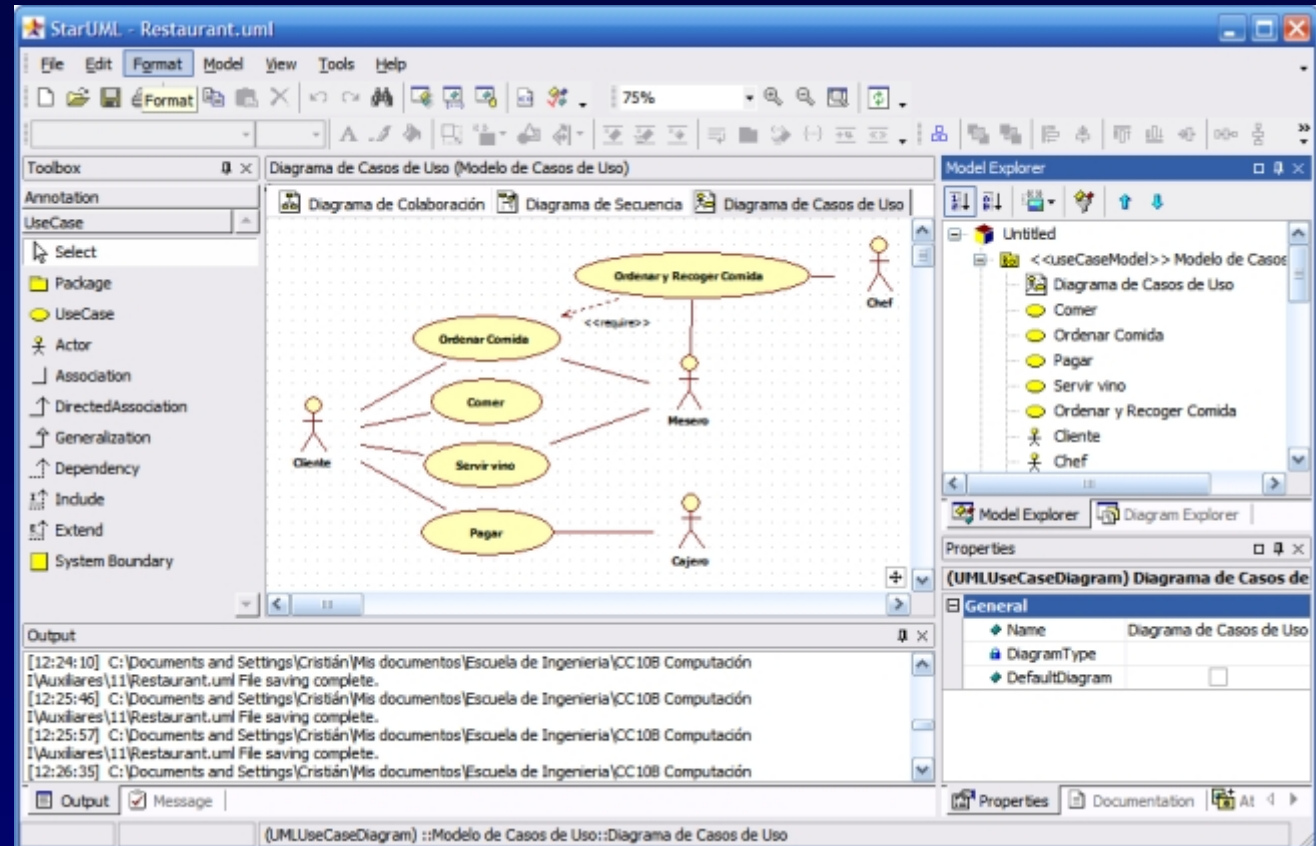 StarUML - Restaurant.uml
File Edit Format Model View Tools Help
Format
75%
Toolbox
Annotation
UseCase
Select
Package
UseCase
Actor
Association
DirectedAssociation
Generalization
Dependency
Include
Extend
System Boundary
Diagrama de Casos de Uso (Modelo de Casos de Uso)
Diagrama de Colaboración Diagrama de Secuencia Diagrama de Casos de Uso
Ordenar y Recoger Comida
Chef
<<require>>
Ordenar Comida
Comer
Mesero
Cliente
Servir vino
Pagar
Cajero
Model Explorer
Untitled
<<useCaseModel>> Modelo de Casos
Diagrama de Casos de Uso
Comer
Ordenar Comida
Pagar
Servir vino
Ordenar y Recoger Comida
Cliente
Chef
Model Explorer Diagram Explorer
Properties
(UMLUseCaseDiagram) Diagrama de Casos de
General
Name Diagrama de Casos de Uso
DiagramType
DefaultDiagram
Properties Documentation At
Output
[12:24:10] C:\Documents and Settings\Cristián\Mis documentos\Escuela de Ingenieria\CC10B Computación
I\Auxiliares\11\Restaurant.uml File saving complete.
[12:25:46] C:\Documents and Settings\Cristián\Mis documentos\Escuela de Ingenieria\CC10B Computación
I\Auxiliares\11\Restaurant.uml File saving complete.
[12:25:57] C:\Documents and Settings\Cristián\Mis documentos\Escuela de Ingenieria\CC10B Computación
I\Auxiliares\11\Restaurant.uml File saving complete.
[12:26:35] C:\Documents and Settings\Cristián\Mis documentos\Escuela de Ingenieria\CC10B Computación
Output Message
(UMLUseCaseDiagram) ::Modelo de Casos de Uso::Diagrama de Casos de Uso